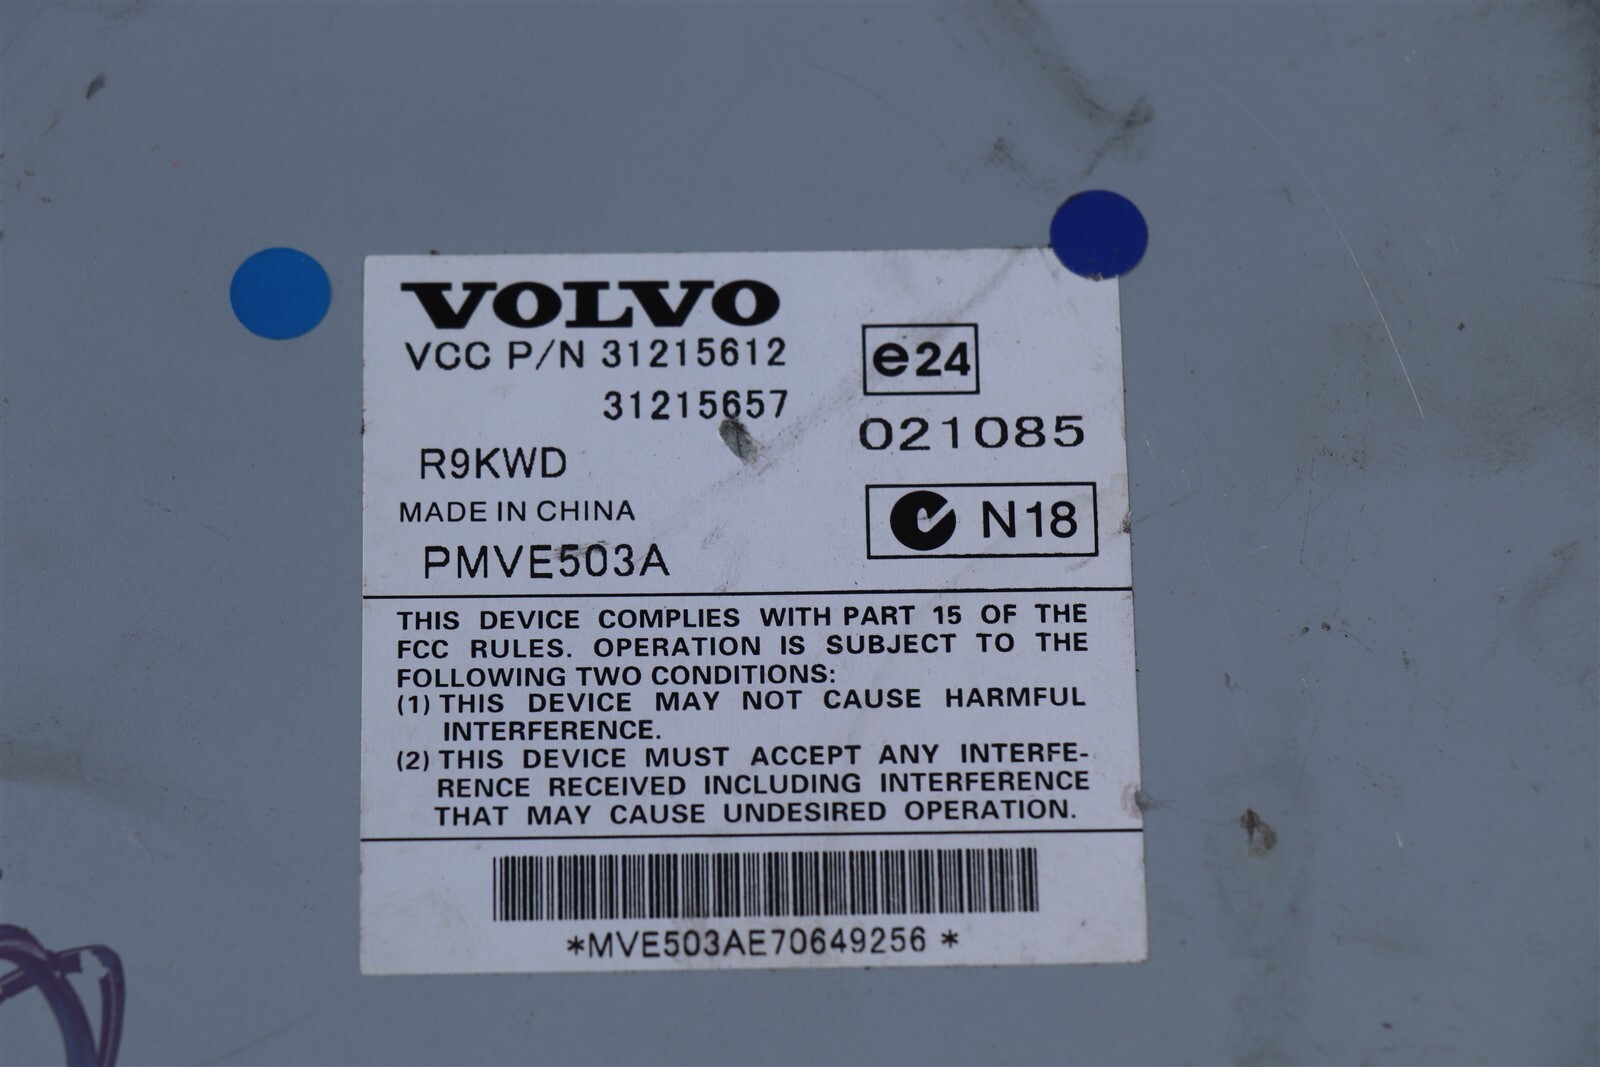 VOLVO
VCC P/N 31215612
31215657
R9KWD
MADE IN CHINA
PMVE503A
e24
021085
N18
THIS DEVICE COMPLIES WITH PART 15 OF THE
FCC RULES. OPERATION IS SUBJECT TO THE
FOLLOWING TWO CONDITIONS:
(1) THIS DEVICE MAY NOT CAUSE HARMFUL
INTERFERENCE.
(2) THIS DEVICE MUST ACCEPT ANY INTERFE-
RENCE RECEIVED INCLUDING INTERFERENCE
THAT MAY CAUSE UNDESIRED OPERATION.
*MVE503AE70649256 *